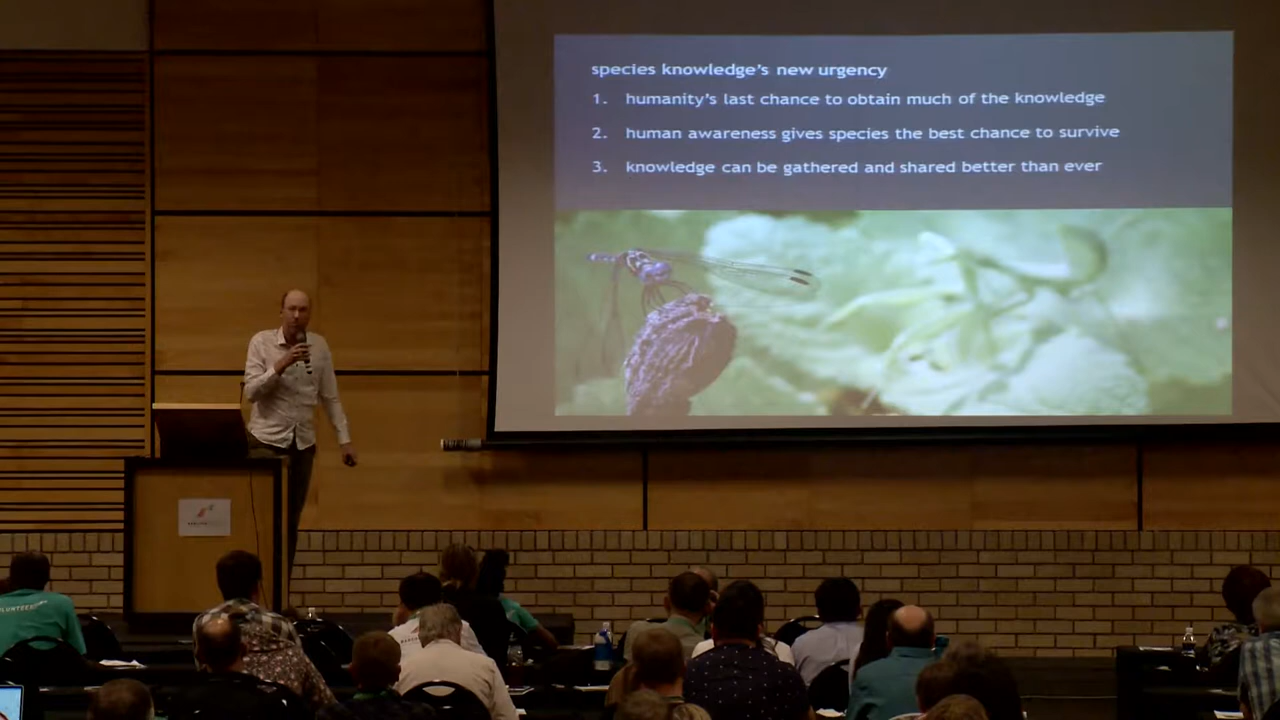 species knowledge's new urgency
1. humanity's last chance to obtain much of the knowledge
2. human awareness gives species the best chance to survive
3. knowledge can be gathered and shared better than ever